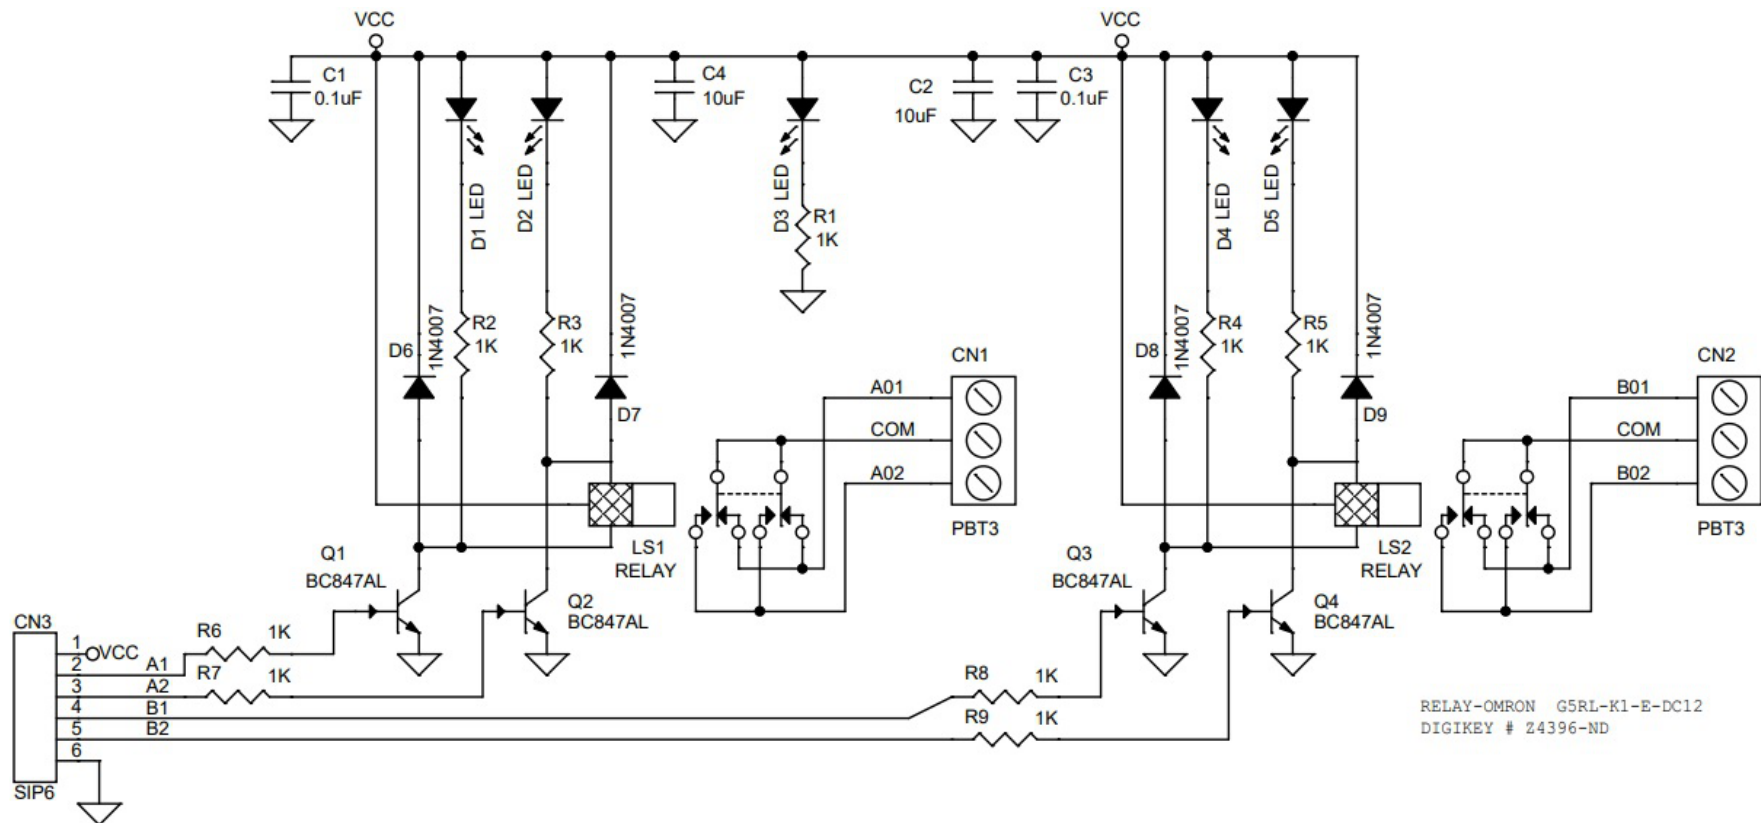 VCC
VCC
C1
0.1uF
C4
10uF
C2
10uF
C3
0.1uF
D1 LED
D2 LED
D3 LED
R1
1K
D4 LED
D5 LED
D6
1N4007
R2
1K
R3
1K
1N4007
D7
CN1
A01
COM
A02
PBT3
D8
1N4007
R4
1K
R5
1K
1N4007
D9
CN2
B01
COM
B02
PBT3
Q1
BC847AL
LS1
RELAY
Q2
BC847AL
Q3
BC847AL
LS2
RELAY
Q4
BC847AL
CN3
1
VCC
2
A1
3
A2
4
B1
5
B2
6
SIP6
R6
1K
R7
1K
R8
1K
R9
1K
RELAY-OMRON G5RL-K1-E-DC12
DIGIKEY # Z4396-ND